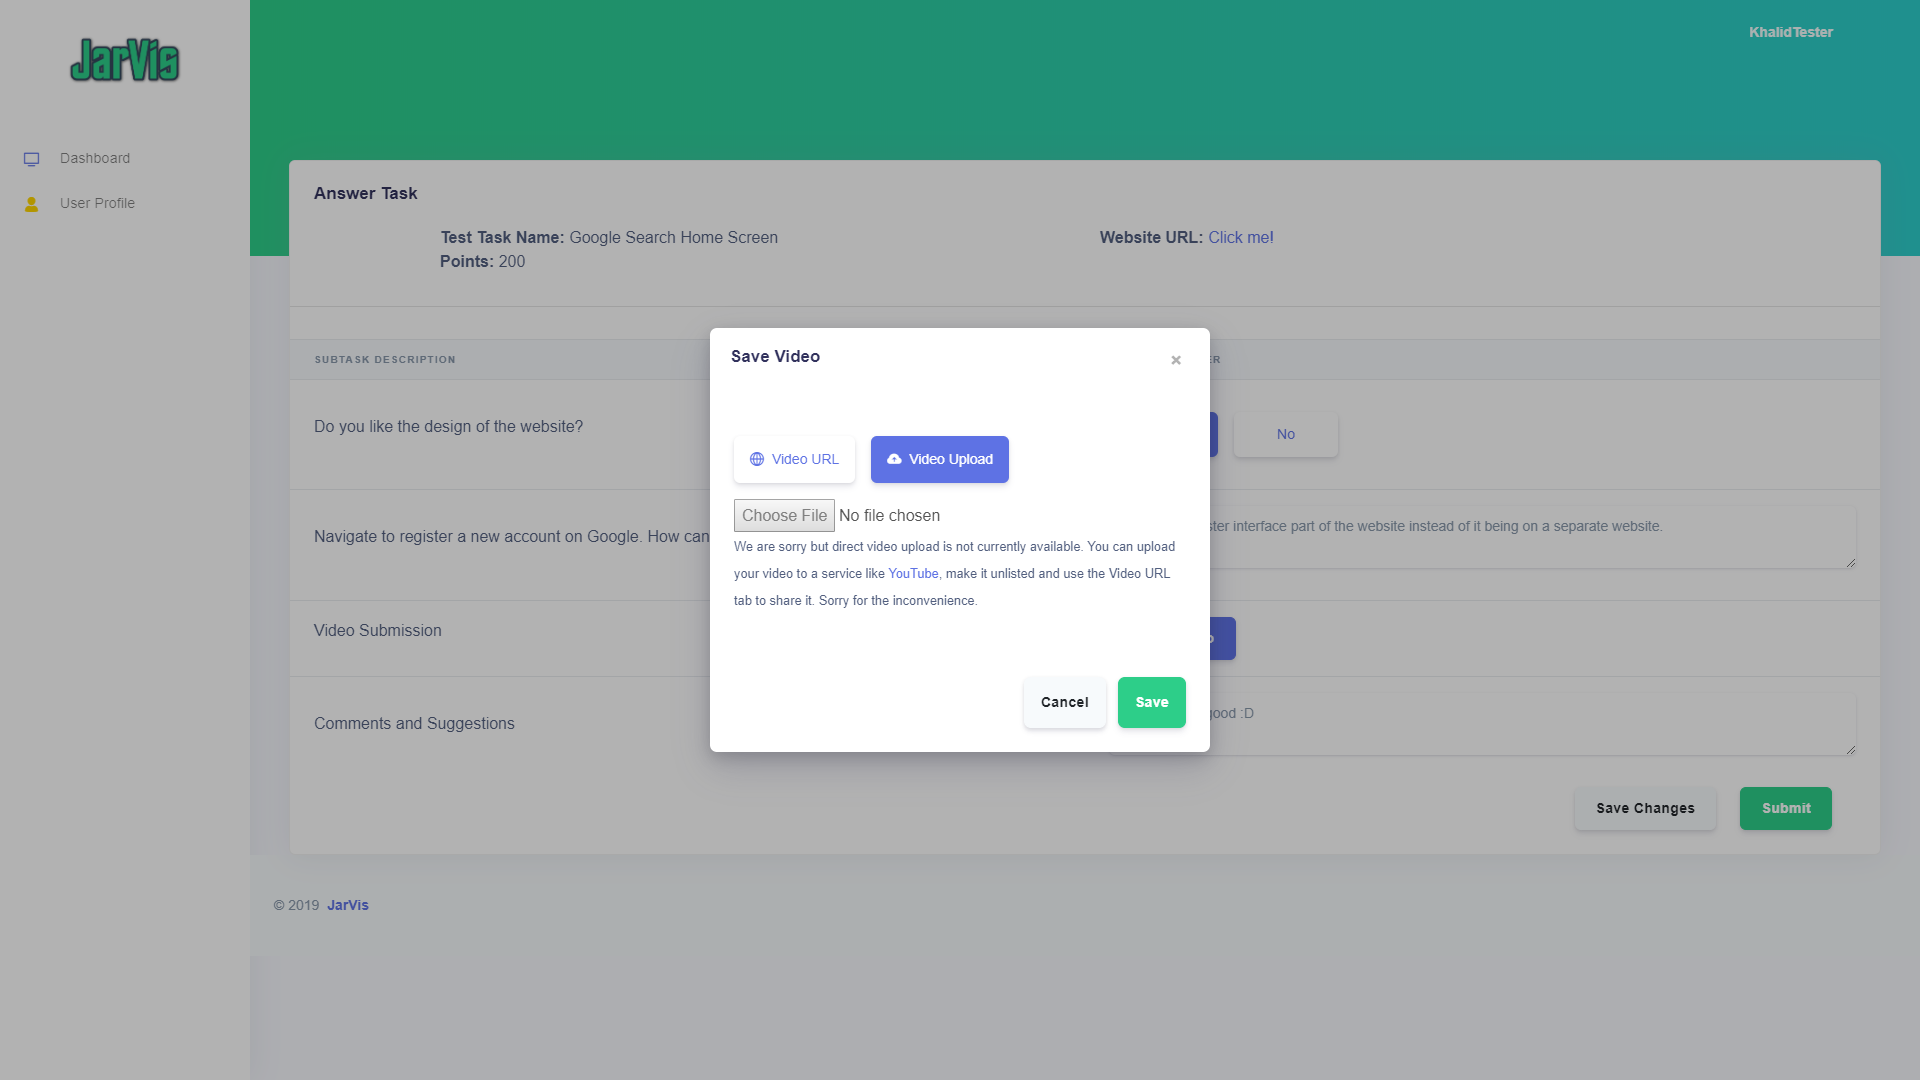 JarVis
KhalidTester
Dashboard
User Profile
Answer Task
Test Task Name: Google Search Home Screen
Website URL: Click me!
Points: 200
SUBTASK DESCRIPTION
Save Video
×
Do you like the design of the website?
No
Video URL
Video Upload
Choose File No file chosen
Navigate to register a new account on Google. How can
interface part of the website instead of it being on a separate website.
We are sorry but direct video upload is not currently available. You can upload
your video to a service like YouTube, make it unlisted and use the Video URL
tab to share it. Sorry for the inconvenience.
Video Submission
Cancel
Save
Comments and Suggestions
good :D
Save Changes
Submit
© 2019 JarVis